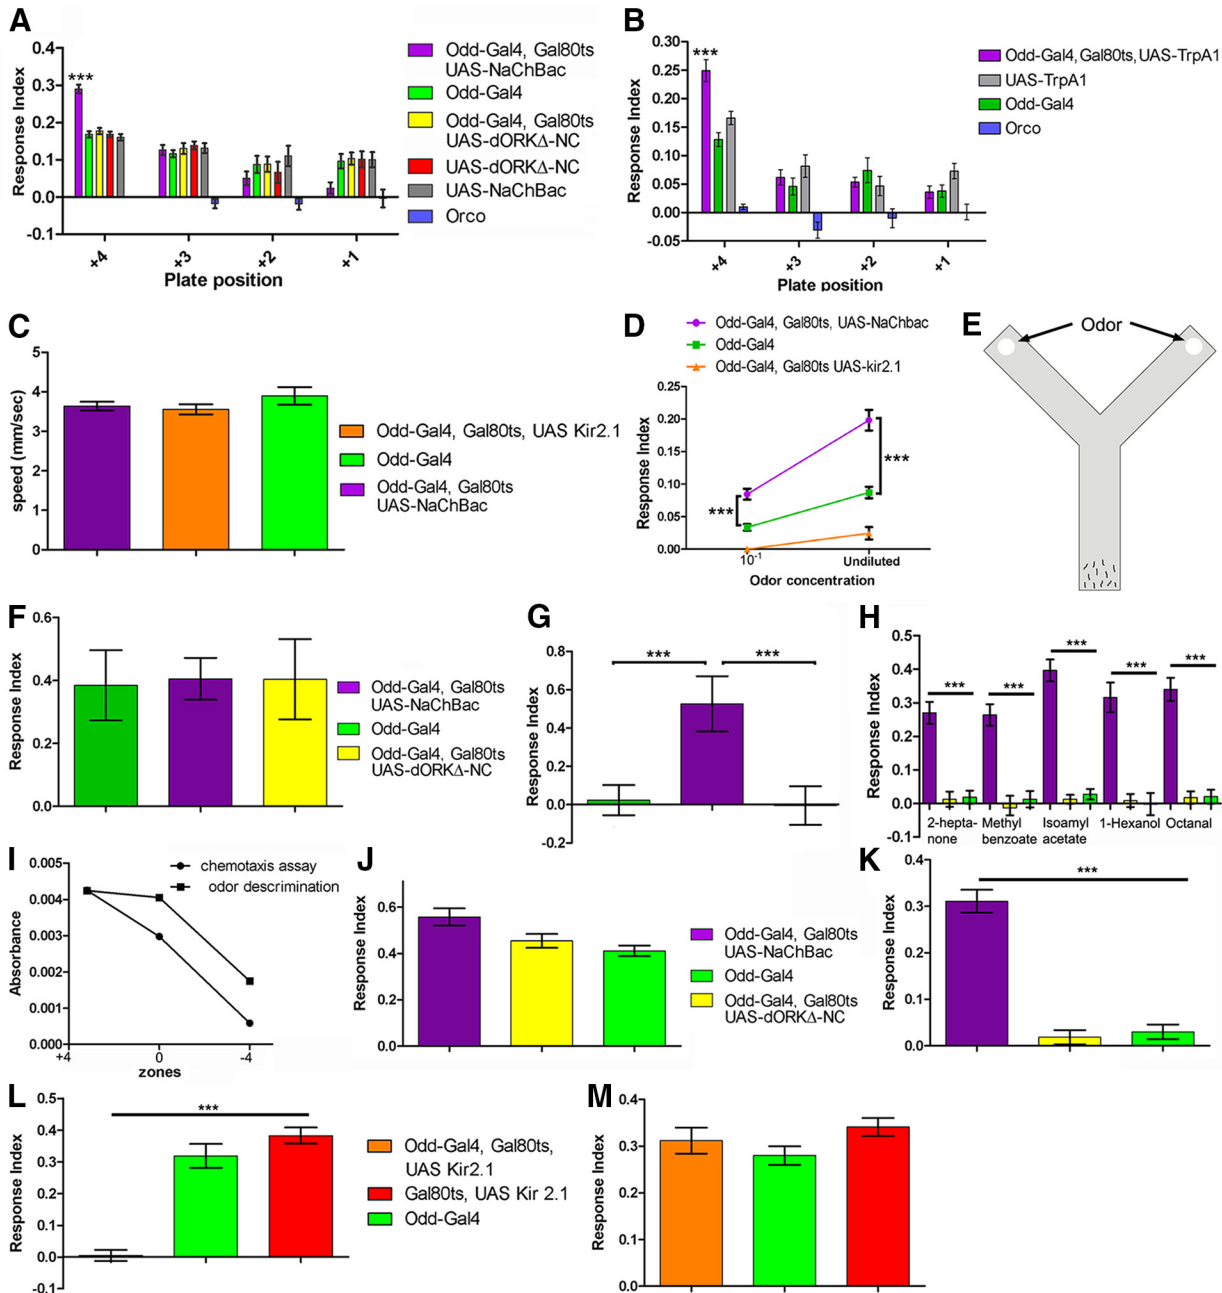 A
Response Index
0.4
0.3
0.2
0.1
0.0
-0.1
***
+4
+3
+2
+1
Plate position
Odd-Gal4, Gal80ts
UAS-NaChBac
Odd-Gal4
Odd-Gal4, Gal80ts
UAS-dORKΔ-NC
UAS-dORKΔ-NC
UAS-NaChBac
Orco
B
Response Index
0.30
0.25
0.20
0.15
0.10
0.05
0.00
-0.05
***
+4
+3
+2
+1
Plate position
Odd-Gal4, Gal80ts, UAS-TrpA1
UAS-TrpA1
Odd-Gal4
Orco
C
speed (mm/sec)
5
4
3
2
1
0
Odd-Gal4, Gal80ts, UAS Kir2.1
Odd-Gal4
Odd-Gal4, Gal80ts
UAS-NaChBac
D
Odd-Gal4, Gal80ts, UAS-NaChbac
Odd-Gal4
Odd-Gal4, Gal80ts UAS-kir2.1
Response Index
0.25
0.20
0.15
0.10
0.05
0.00
***
***
10⁻¹
Undiluted
Odor concentration
E
Odor
F
Response Index
0.6
0.4
0.2
0.0
Odd-Gal4, Gal80ts
UAS-NaChBac
Odd-Gal4
Odd-Gal4, Gal80ts
UAS-dORKΔ-NC
G
Response Index
0.8
0.6
0.4
0.2
0.0
-0.2
***
***
H
Response Index
0.5
0.4
0.3
0.2
0.1
0.0
-0.1
***
***
***
***
***
2-hepta-
none
Methyl
benzoate
Isoamyl
acetate
1-Hexanol
Octanal
I
Absorbance
0.005
0.004
0.003
0.002
0.001
0.000
chemotaxis assay
odor descrimination
+4
0
-4
zones
J
Response Index
0.6
0.4
0.2
0.0
Odd-Gal4, Gal80ts
UAS-NaChBac
Odd-Gal4
Odd-Gal4, Gal80ts
UAS-dORKΔ-NC
K
Response Index
0.4
0.3
0.2
0.1
0.0
***
L
Response Index
0.5
0.4
0.3
0.2
0.1
0.0
-0.1
***
Odd-Gal4, Gal80ts,
UAS Kir2.1
Gal80ts, UAS Kir 2.1
Odd-Gal4
M
Response Index
0.4
0.3
0.2
0.1
0.0